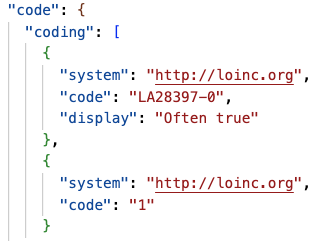 "code": {
"coding": [
{
"system": "http://loinc.org",
"code": "LA28397-0",
"display": "Often true"
},
{
"system": "http://loinc.org",
"code": "1"
}